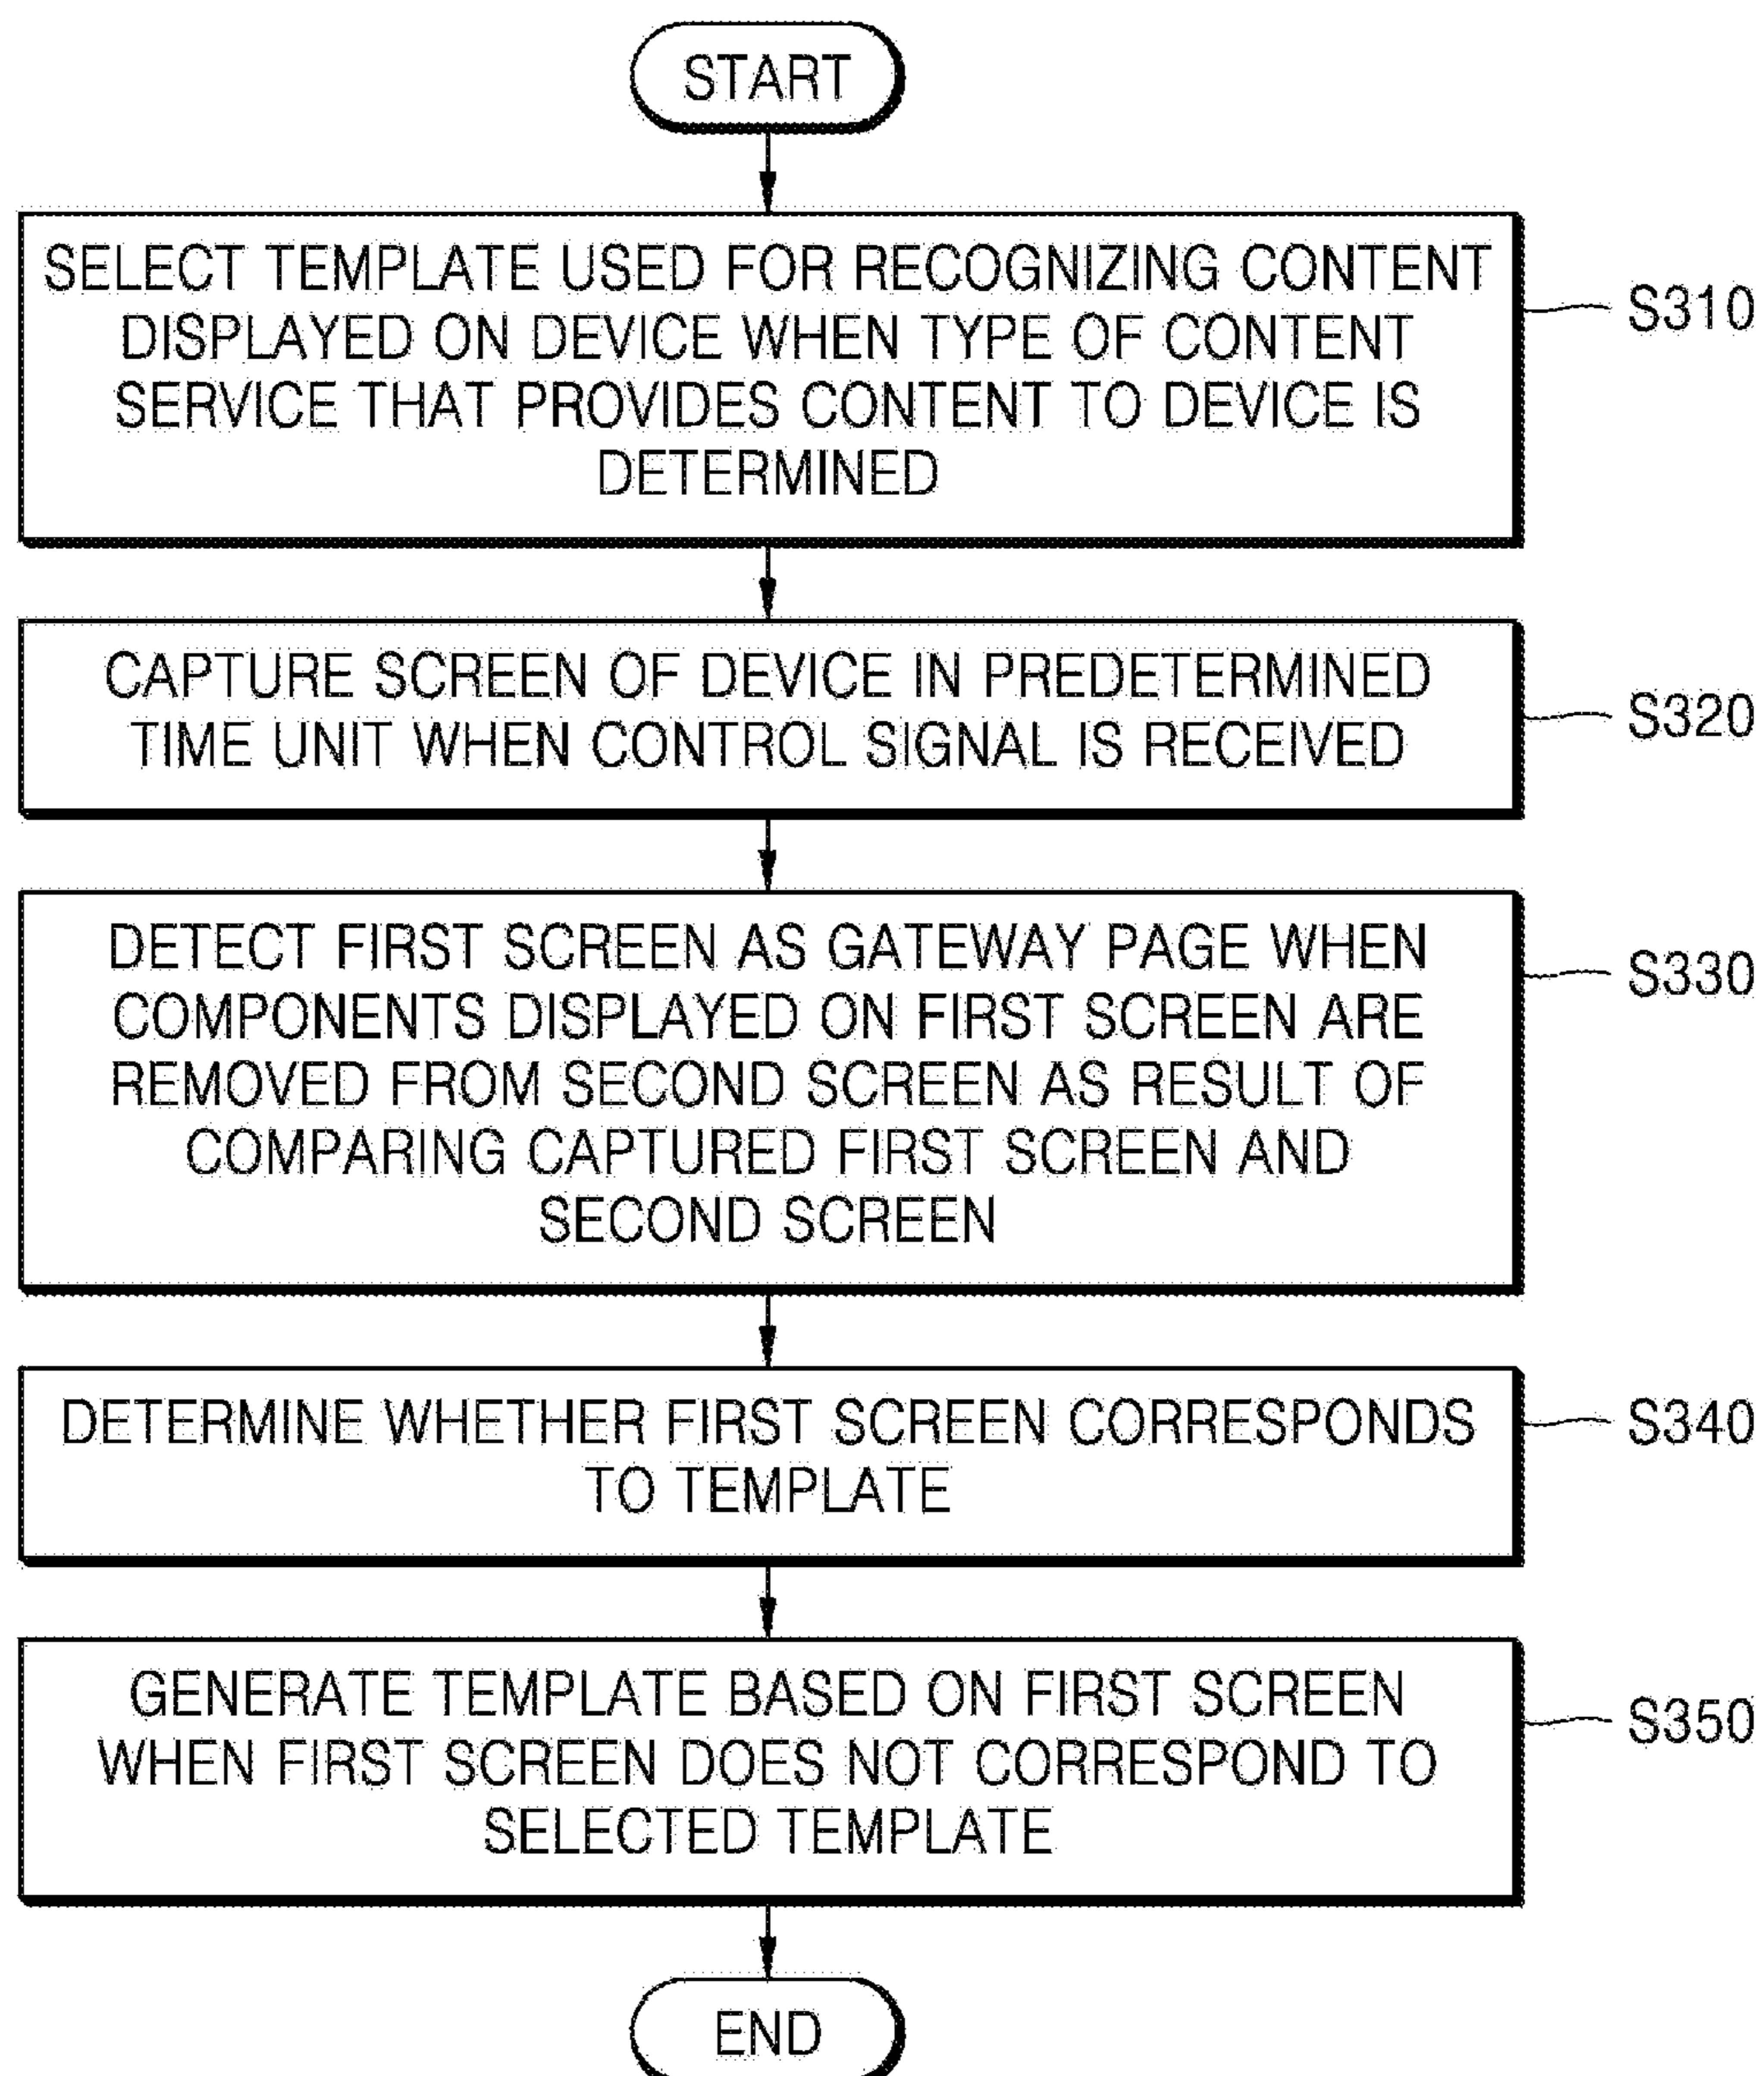 START
SELECT TEMPLATE USED FOR RECOGNIZING CONTENT
DISPLAYED ON DEVICE WHEN TYPE OF CONTENT
SERVICE THAT PROVIDES CONTENT TO DEVICE IS
DETERMINED
S310
CAPTURE SCREEN OF DEVICE IN PREDETERMINED
TIME UNIT WHEN CONTROL SIGNAL IS RECEIVED
S320
DETECT FIRST SCREEN AS GATEWAY PAGE WHEN
COMPONENTS DISPLAYED ON FIRST SCREEN ARE
REMOVED FROM SECOND SCREEN AS RESULT OF
COMPARING CAPTURED FIRST SCREEN AND
SECOND SCREEN
S330
DETERMINE WHETHER FIRST SCREEN CORRESPONDS
TO TEMPLATE
S340
GENERATE TEMPLATE BASED ON FIRST SCREEN
WHEN FIRST SCREEN DOES NOT CORRESPOND TO
SELECTED TEMPLATE
S350
END